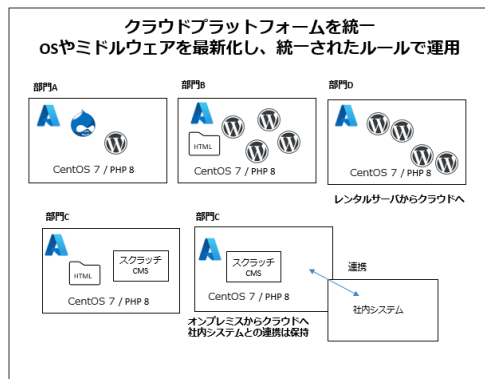 クラウドプラットフォームを統一
osやミドルウェアを最新化し、統一されたルールで運用
部門A
CentOS 7 / PHP 8
部門B
HTML
CentOS 7 / PHP 8
部門D
CentOS 7 / PHP 8
レンタルサーバからクラウドへ
部門C
HTML
スクラッチ
CMS
CentOS 7 / PHP 8
部門C
スクラッチ
CMS
CentOS 7 / PHP 8
オンプレミスからクラウドへ
社内システムとの連携は保持
連携
社内システム